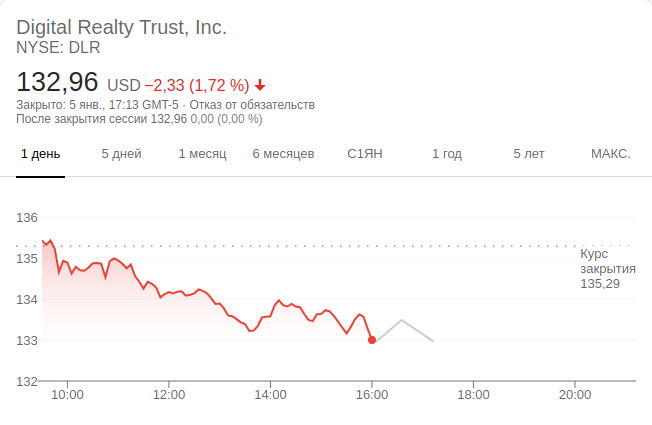 Digital Realty Trust, Inc.
NYSE: DLR
132,96 USD −2,33 (1,72 %)
Закрыто: 5 янв., 17:13 GMT-5 · Отказ от обязательств
После закрытия сессии 132,96 0,00 (0,00 %)
1 день 5 дней 1 месяц 6 месяцев С1ЯН 1 год 5 лет МАКС.
136
135
134
133
132
Курс
закрытия
135,29
10:00 12:00 14:00 16:00 18:00 20:00